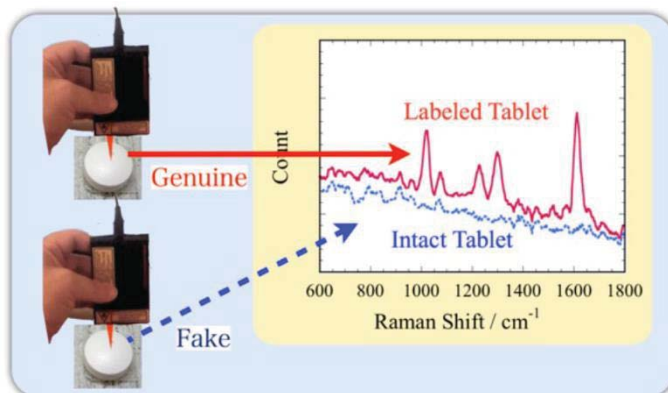 Genuine
Fake
Labeled Tablet
Intact Tablet
Count
600 800 1000 1200 1400 1600 1800
Raman Shift / cm⁻¹